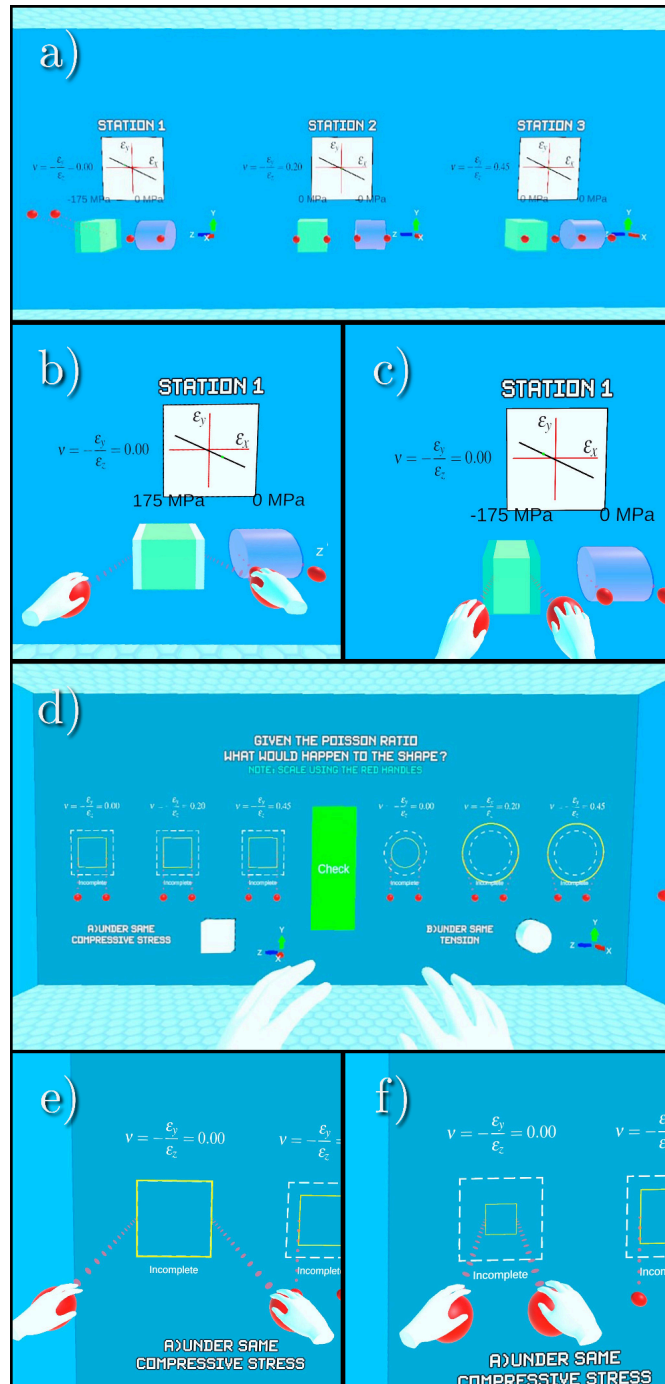 a)
STATION 1
STATION 2
STATION 3
εy
εx
εy
εx
εy
εx
ν = −εy/εz = 0.00
ν = −εy/εz = 0.20
ν = −εy/εz = 0.45
-175 MPa
0 MPa
0 MPa
-0 MPa
0 MPa
0 MPa
Y
Z
X
Y
Z
X
Y
Z
X
b)
STATION 1
εy
εx
ν = −εy/εz = 0.00
175 MPa
0 MPa
Z
c)
STATION 1
εy
εx
ν = −εy/εz = 0.00
-175 MPa
0 MPa
d)
GIVEN THE POISSON RATIO
WHAT WOULD HAPPEN TO THE SHAPE?
NOTE: SCALE USING THE RED HANDLES
ν = −εy/εz = 0.00
ν = −εy/εz = 0.20
ν = −εy/εz = 0.45
ν = −εy/εz = 0.00
ν = −εy/εz = 0.20
ν = −εy/εz = 0.45
Incomplete
Incomplete
Incomplete
Check
Incomplete
Incomplete
Incomplete
A)UNDER SAME
COMPRESSIVE STRESS
Y
Z
X
B)UNDER SAME
TENSION
Y
Z
X
e)
ν = −εy/εz = 0.00
Incomplete
A)UNDER SAME
COMPRESSIVE STRESS
f)
ν = −εy/εz = 0.00
Incomplete
A)UNDER SAME
COMPRESSIVE STRESS